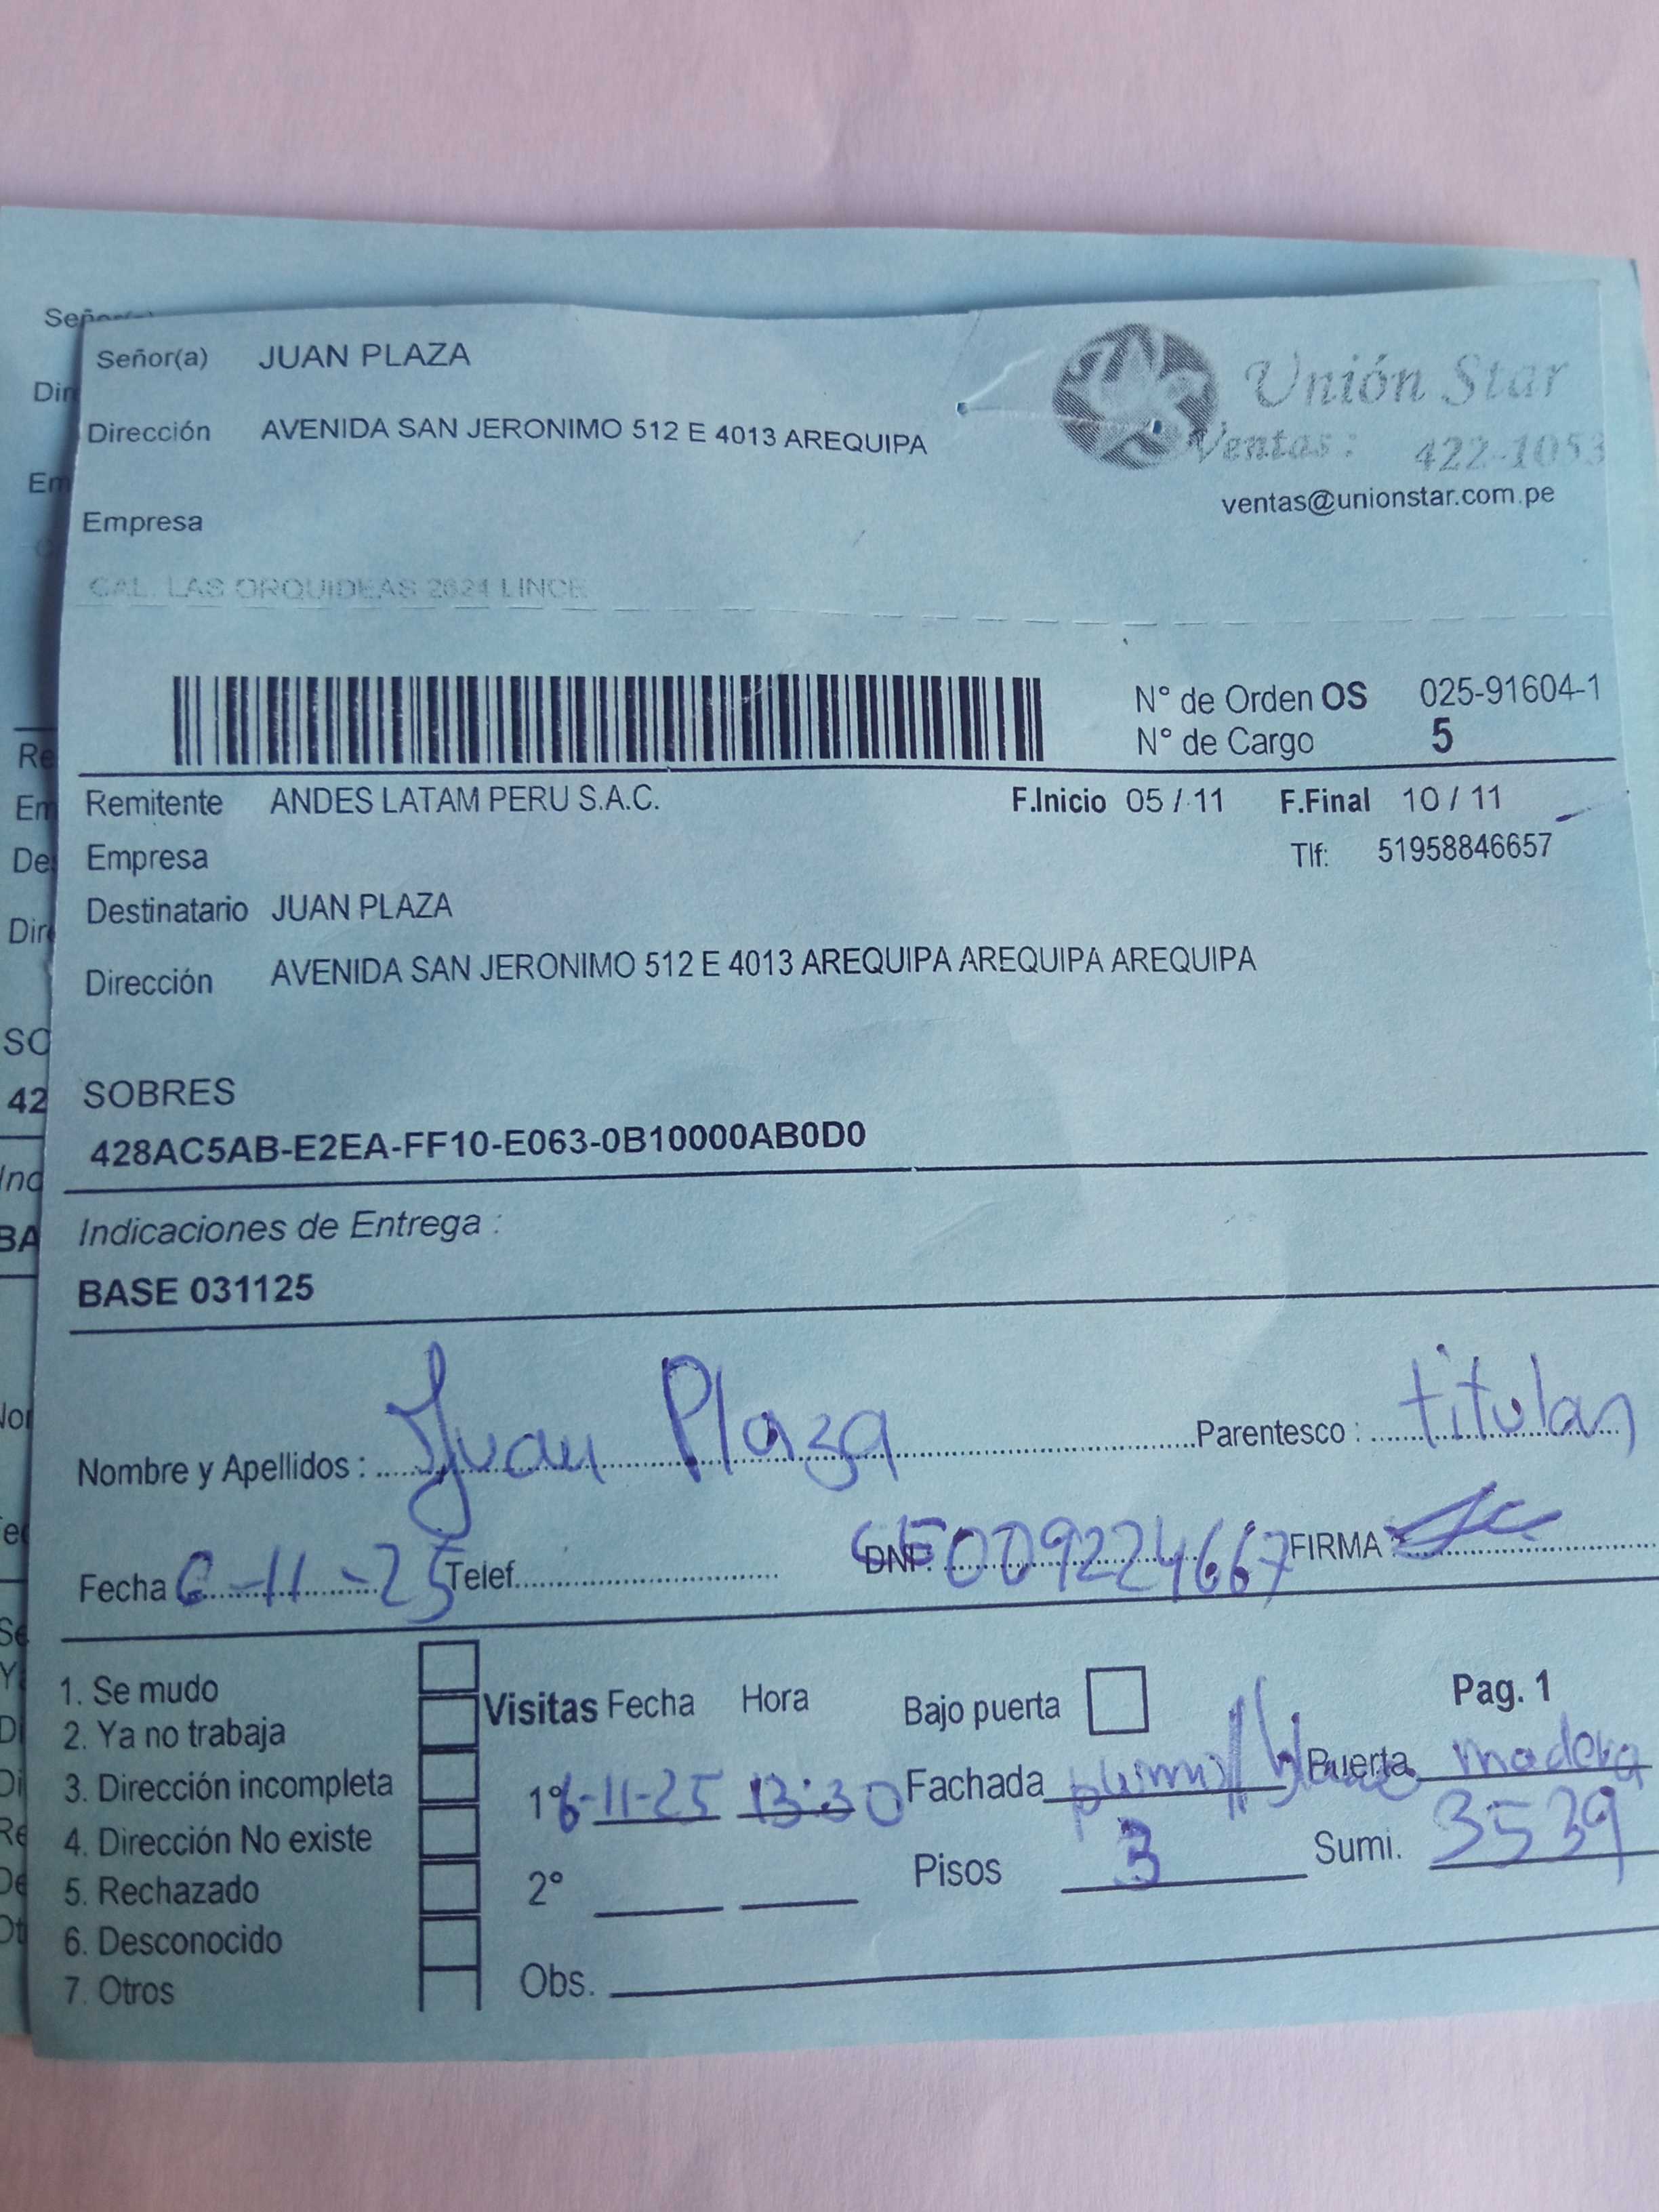 Señor(a) JUAN PLAZA
Unión Star
Dirección AVENIDA SAN JERONIMO 512 E 4013 AREQUIPA
Ventas: 422-1053
ventas@unionstar.com.pe
Empresa
CAL. LAS ORQUIDEAS 2624 LINCE
N° de Orden OS 025-91604-1
N° de Cargo 5
Remitente ANDES LATAM PERU S.A.C. F.Inicio 05 / 11 F.Final 10 / 11
Empresa Tlf: 51958846657
Destinatario JUAN PLAZA
Dirección AVENIDA SAN JERONIMO 512 E 4013 AREQUIPA AREQUIPA AREQUIPA
SOBRES
428AC5AB-E2EA-FF10-E063-0B10000AB0D0
Indicaciones de Entrega :
BASE 031125
Nombre y Apellidos : Juan Plaza Parentesco : titular
Fecha 6-11-25 Telef. DNI: 009224667 FIRMA
1. Se mudo
2. Ya no trabaja
3. Dirección incompleta
4. Dirección No existe
5. Rechazado
6. Desconocido
7. Otros
Visitas Fecha Hora Bajo puerta Pag. 1
1° 6-11-25 13:30 Fachada Puerta madera
2° Pisos 3 Sumi. 3539
Obs.